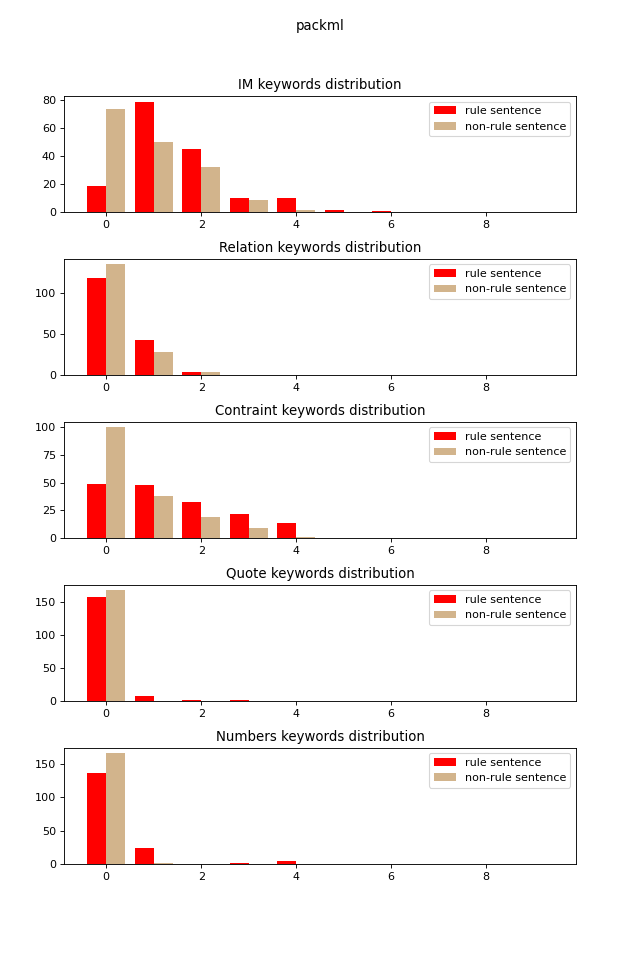 packml
IM keywords distribution
80
60
40
20
0
rule sentence
non-rule sentence
0 2 4 6 8
Relation keywords distribution
100
50
0
rule sentence
non-rule sentence
0 2 4 6 8
Contraint keywords distribution
100
75
50
25
0
rule sentence
non-rule sentence
0 2 4 6 8
Quote keywords distribution
150
100
50
0
rule sentence
non-rule sentence
0 2 4 6 8
Numbers keywords distribution
150
100
50
0
rule sentence
non-rule sentence
0 2 4 6 8